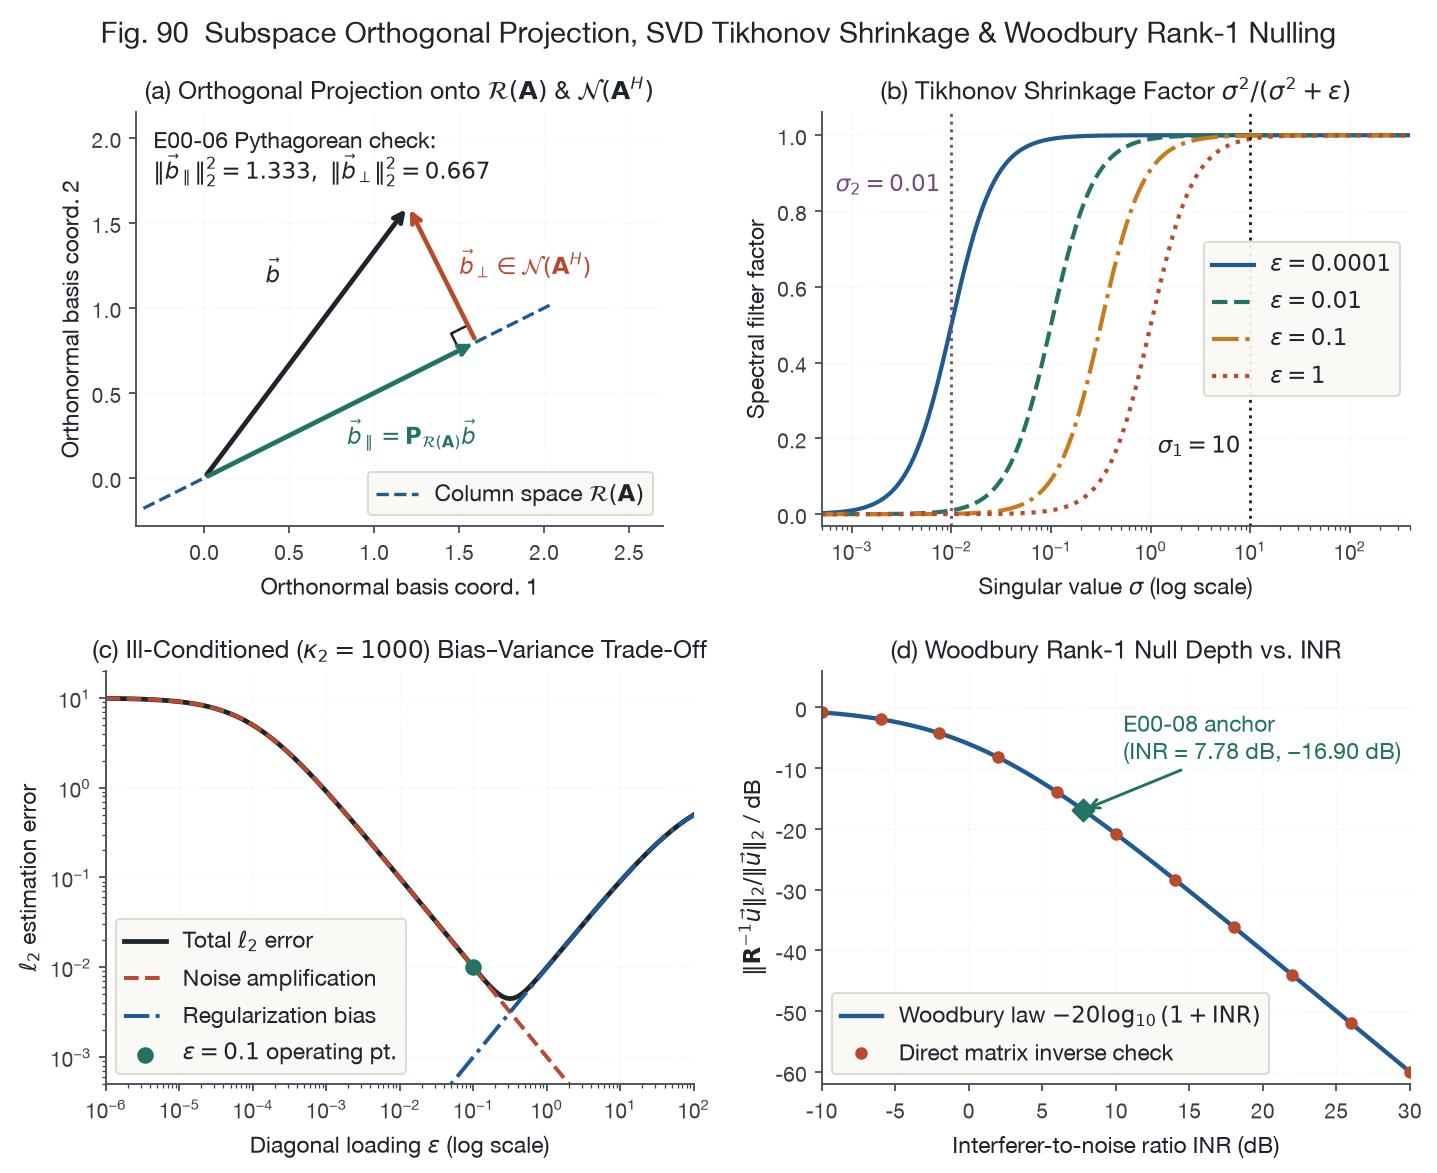 Fig. 90  Subspace Orthogonal Projection, SVD Tikhonov Shrinkage & Woodbury Rank-1 Nulling
(a) Orthogonal Projection onto ℛ(𝐀) & 𝒩(𝐀ᴴ)
E00-06 Pythagorean check:
‖b⃗∥‖₂² = 1.333, ‖b⃗⊥‖₂² = 0.667
b⃗
b⃗⊥ ∈ 𝒩(𝐀ᴴ)
b⃗∥ = 𝐏ℛ(𝐀)b⃗
Column space ℛ(𝐀)
2.0
1.5
1.0
0.5
0.0
0.0 0.5 1.0 1.5 2.0 2.5
Orthonormal basis coord. 2
Orthonormal basis coord. 1
(b) Tikhonov Shrinkage Factor σ²/(σ² + ε)
σ₂ = 0.01
σ₁ = 10
ε = 0.0001
ε = 0.01
ε = 0.1
ε = 1
1.0
0.8
0.6
0.4
0.2
0.0
10⁻³ 10⁻² 10⁻¹ 10⁰ 10¹ 10²
Spectral filter factor
Singular value σ (log scale)
(c) Ill-Conditioned (κ₂ = 1000) Bias–Variance Trade-Off
10¹
10⁰
10⁻¹
10⁻²
10⁻³
Total ℓ₂ error
Noise amplification
Regularization bias
ε = 0.1 operating pt.
10⁻⁶ 10⁻⁵ 10⁻⁴ 10⁻³ 10⁻² 10⁻¹ 10⁰ 10¹ 10²
ℓ₂ estimation error
Diagonal loading ε (log scale)
(d) Woodbury Rank-1 Null Depth vs. INR
E00-08 anchor
(INR = 7.78 dB, −16.90 dB)
0
-10
-20
-30
-40
-50
-60
Woodbury law −20log₁₀(1 + INR)
Direct matrix inverse check
-10 -5 0 5 10 15 20 25 30
‖𝐑⁻¹u⃗‖₂/‖u⃗‖₂ / dB
Interferer-to-noise ratio INR (dB)